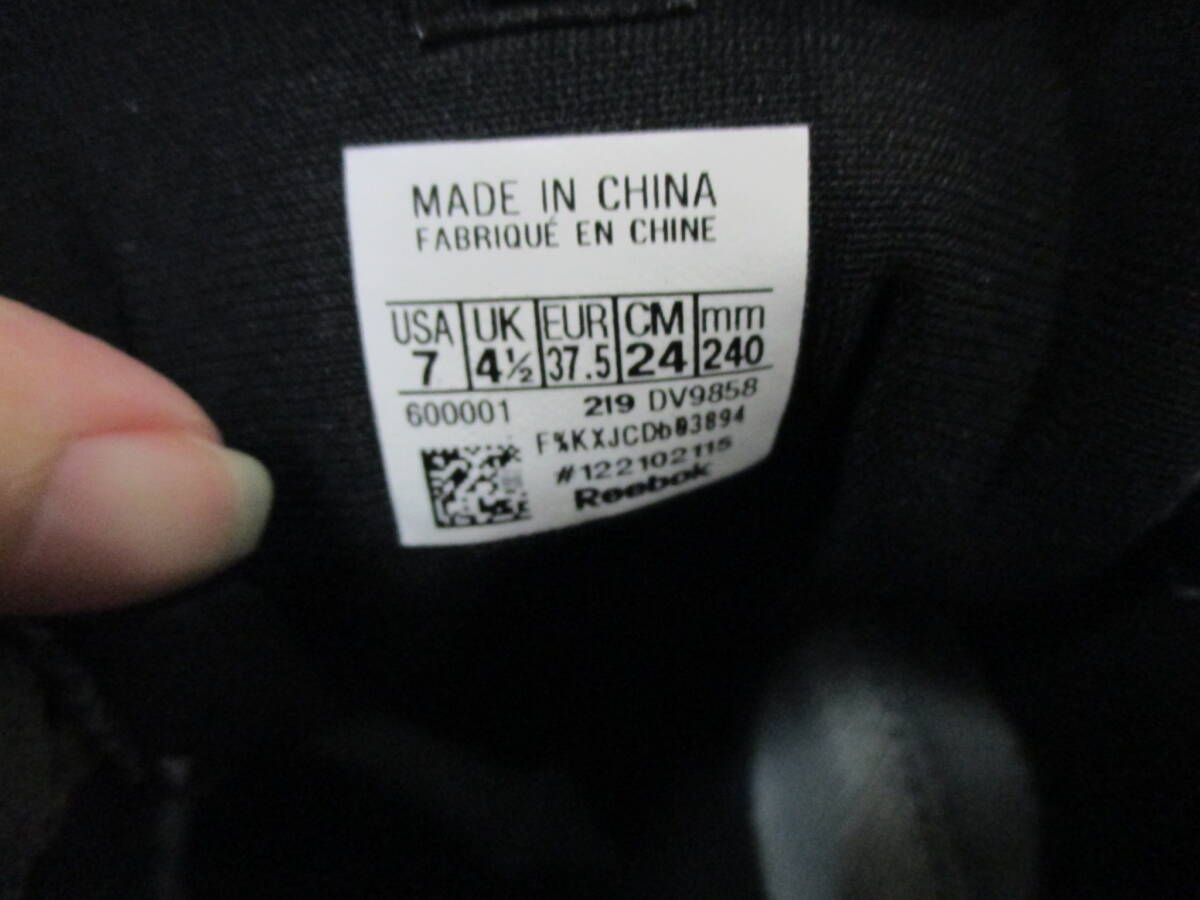 MADE IN CHINA
FABRIQUÉ EN CHINE
USA UK EUR CM mm
7 4½ 37.5 24 240
600001 219 DV9858
F%KXJCDb03894
#122102115
Reebok